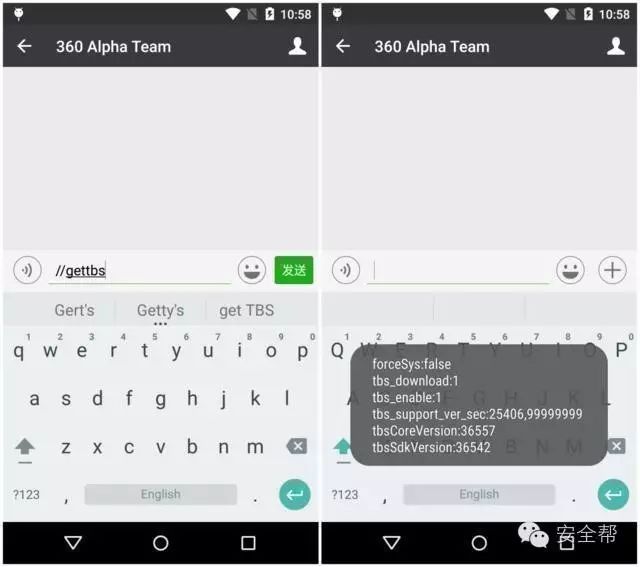 10:58
360 Alpha Team
//gettbs
发送
Gert's Getty's get TBS
1 2 3 4 5 6 7 8 9 0
q w e r t y u i o p
a s d f g h j k l
z x c v b n m
?123 , English .
10:58
360 Alpha Team
1 2 3 4 5 6 7 8 9 0
Q W E R T Y U I O P
forceSys:false
tbs_download:1
tbs_enable:1
tbs_support_ver_sec:25406,99999999
tbsCoreVersion:36557
tbsSdkVersion:36542
A L
?123 , English .
安全帮